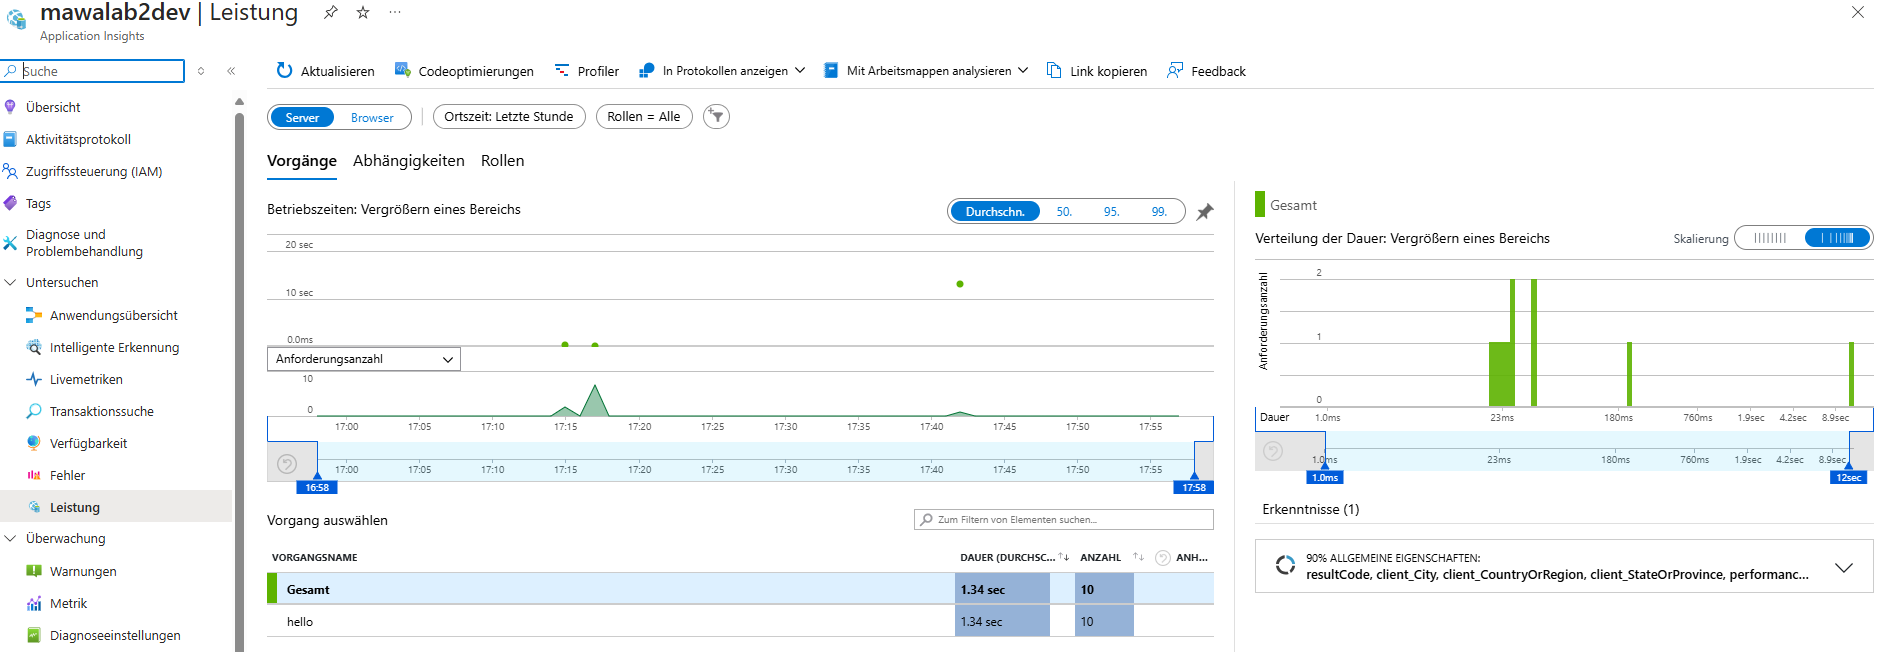 mawalab2dev | Leistung
Application Insights
Suche
Übersicht
Aktivitätsprotokoll
Zugriffssteuerung (IAM)
Tags
Diagnose und
Problembehandlung
Untersuchen
Anwendungsübersicht
Intelligente Erkennung
Livemetriken
Transaktionssuche
Verfügbarkeit
Fehler
Leistung
Überwachung
Warnungen
Metrik
Diagnoseeinstellungen
Aktualisieren Codeoptimierungen Profiler In Protokollen anzeigen Mit Arbeitsmappen analysieren Link kopieren Feedback
Server Browser Ortszeit: Letzte Stunde Rollen = Alle
Vorgänge Abhängigkeiten Rollen
Betriebszeiten: Vergrößern eines Bereichs Durchschn. 50. 95. 99.
20 sec
10 sec
0.0ms
Anforderungsanzahl
10
0
17:00 17:05 17:10 17:15 17:20 17:25 17:30 17:35 17:40 17:45 17:50 17:55
17:00 17:05 17:10 17:15 17:20 17:25 17:30 17:35 17:40 17:45 17:50 17:55
16:58 17:58
Vorgang auswählen Zum Filtern von Elementen suchen...
VORGANGSNAME DAUER (DURCHSC... ANZAHL ANH...
Gesamt 1.34 sec 10
hello 1.34 sec 10
Gesamt
Verteilung der Dauer: Vergrößern eines Bereichs Skalierung
Anforderungsanzahl
2
1
0
Dauer 1.0ms 23ms 180ms 760ms 1.9sec 4.2sec 8.9sec
1.0ms 23ms 180ms 760ms 1.9sec 4.2sec 8.9sec
1.0ms 12sec
Erkenntnisse (1)
90% ALLGEMEINE EIGENSCHAFTEN:
resultCode, client_City, client_CountryOrRegion, client_StateOrProvince, performanc...